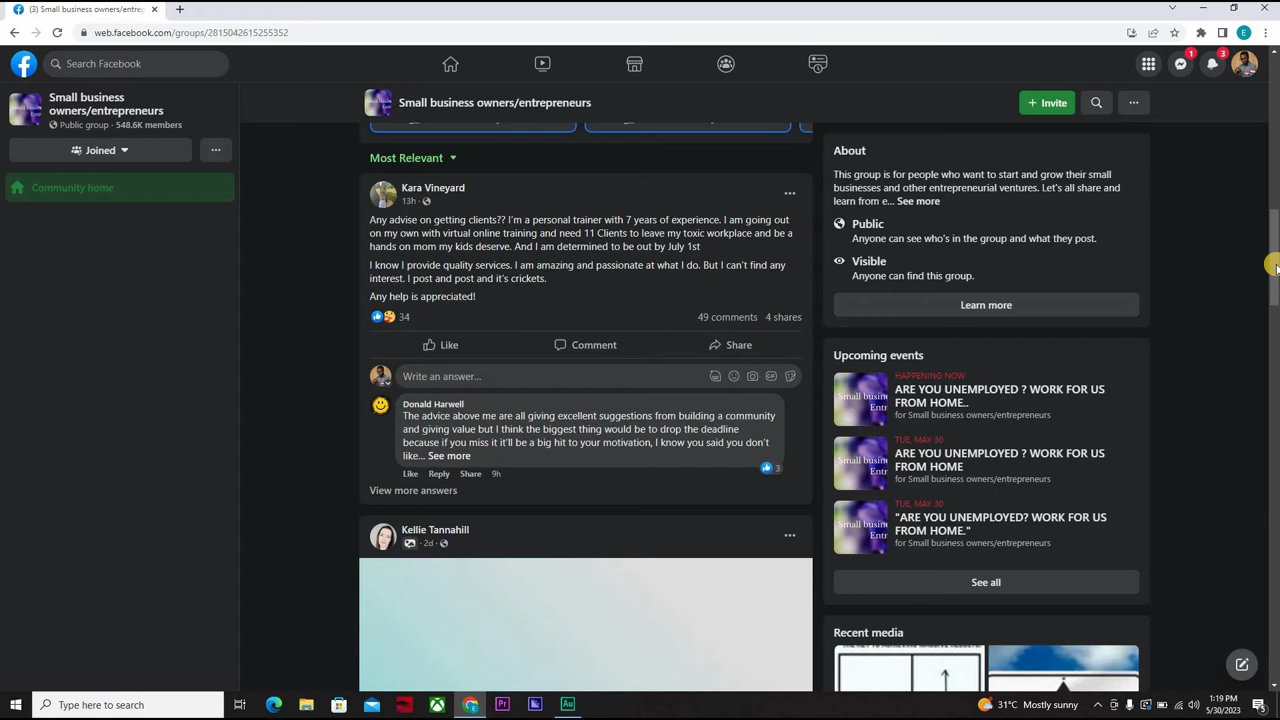 (3) Small business owners/entrep
web.facebook.com/groups/2815042615255352
E
Search Facebook
1
3
Small business
owners/entrepreneurs
Public group · 548.6K members
Joined
Community home
Small business owners/entrepreneurs
+ Invite
Most Relevant
Kara Vineyard
13h ·
Any advise on getting clients?? I'm a personal trainer with 7 years of experience. I am going out
on my own with virtual online training and need 11 Clients to leave my toxic workplace and be a
hands on mom my kids deserve. And I am determined to be out by July 1st
I know I provide quality services. I am amazing and passionate at what I do. But I can't find any
interest. I post and post and it's crickets.
Any help is appreciated!
34
49 comments 4 shares
Like
Comment
Share
Write an answer...
GIF
Donald Harwell
The advice above me are all giving excellent suggestions from building a community
and giving value but I think the biggest thing would be to drop the deadline
because if you miss it it'll be a big hit to your motivation, I know you said you don't
like... See more
3
Like Reply Share 9h
View more answers
Kellie Tannahill
· 2d ·
About
This group is for people who want to start and grow their small
businesses and other entrepreneurial ventures. Let's all share and
learn from e... See more
Public
Anyone can see who's in the group and what they post.
Visible
Anyone can find this group.
Learn more
Upcoming events
HAPPENING NOW
ARE YOU UNEMPLOYED ? WORK FOR US
FROM HOME..
for Small business owners/entrepreneurs
TUE, MAY 30
ARE YOU UNEMPLOYED ? WORK FOR US
FROM HOME
for Small business owners/entrepreneurs
TUE, MAY 30
"ARE YOU UNEMPLOYED? WORK FOR US
FROM HOME."
for Small business owners/entrepreneurs
See all
Recent media
Type here to search
Pr
Au
31°C Mostly sunny
1:19 PM
5/30/2023
5